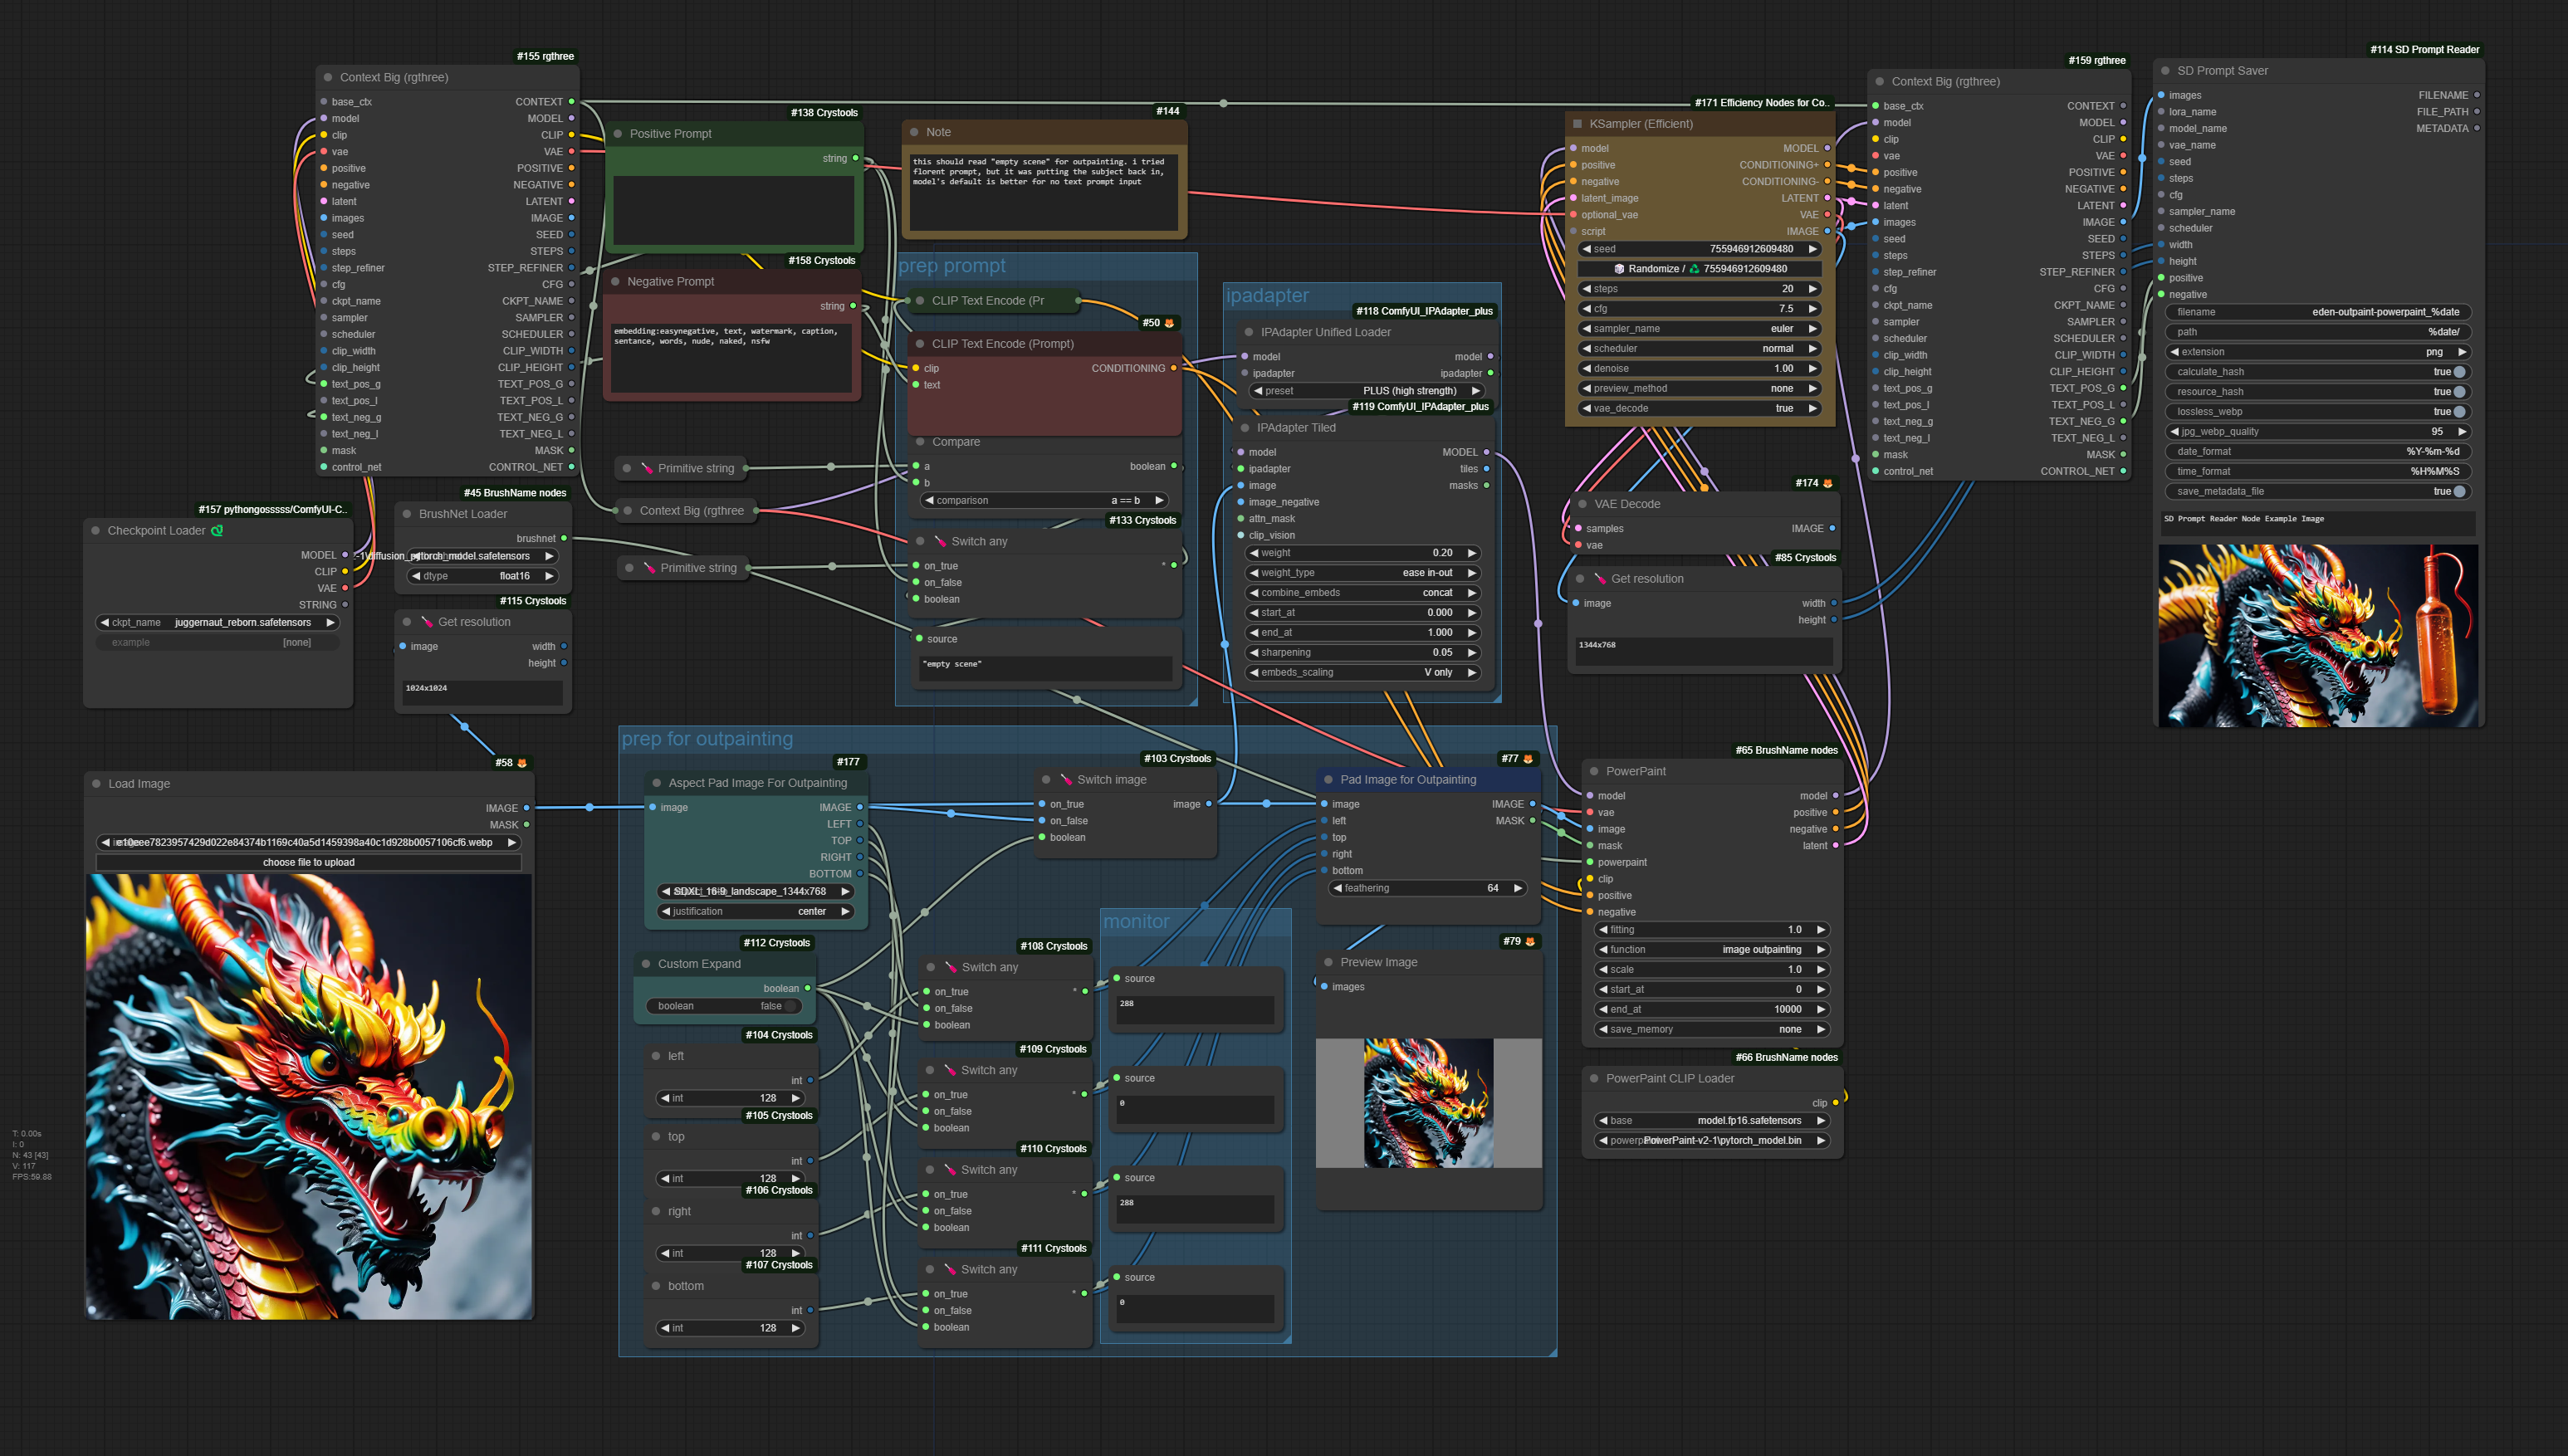 #155 rgthree
Context Big (rgthree)
base_ctx CONTEXT
model MODEL
clip CLIP
vae VAE
positive POSITIVE
negative NEGATIVE
latent LATENT
images IMAGE
seed SEED
steps STEPS
step_refiner STEP_REFINER
cfg CFG
ckpt_name CKPT_NAME
sampler SAMPLER
scheduler SCHEDULER
clip_width CLIP_WIDTH
clip_height CLIP_HEIGHT
text_pos_g TEXT_POS_G
text_pos_l TEXT_POS_L
text_neg_g TEXT_NEG_G
text_neg_l TEXT_NEG_L
mask MASK
control_net CONTROL_NET
#157 pythongosssss/ComfyUI-C..
Checkpoint Loader
MODEL
CLIP
VAE
STRING
ckpt_name juggernaut_reborn.safetensors
example [none]
#45 BrushName nodes
BrushNet Loader
brushnet
dtype float16
#115 Crystools
Get resolution
image width
height
1024x1024
#58
Load Image
IMAGE
MASK
choose file to upload
T: 0.00s
I: 0
N: 43 [43]
V: 117
FPS:59.88
#138 Crystools
Positive Prompt
string
#158 Crystools
Negative Prompt
string
embedding:easynegative, text, watermark, caption,
sentence, words, nude, naked, nsfw
#144
Note
this should read "empty scene" for outpainting. i tried
florent prompt, but it was putting the subject back in,
model's default is better for no text prompt input
prep prompt
CLIP Text Encode (Pr
#50
CLIP Text Encode (Prompt)
clip CONDITIONING
text
Compare
a boolean
b
comparison a == b
Primitive string
Context Big (rgthree
Primitive string
#133 Crystools
Switch any
on_true *
on_false
boolean
source
"empty scene"
ipadapter
#118 ComfyUI_IPAdapter_plus
IPAdapter Unified Loader
model model
ipadapter ipadapter
preset PLUS (high strength)
#119 ComfyUI_IPAdapter_plus
IPAdapter Tiled
model MODEL
ipadapter tiles
image masks
image_negative
attn_mask
clip_vision
weight 0.20
weight_type ease in-out
combine_embeds concat
start_at 0.000
end_at 1.000
sharpening 0.05
embeds_scaling V only
prep for outpainting
#177
Aspect Pad Image For Outpainting
image IMAGE
LEFT
TOP
RIGHT
BOTTOM
SDXL_16-9_landscape_1344x768
justification center
#112 Crystools
Custom Expand
boolean
boolean false
#104 Crystools
left
int
int 128
#105 Crystools
top
int
int 128
#106 Crystools
right
int
int 128
#107 Crystools
bottom
int
int 128
#103 Crystools
Switch image
on_true image
on_false
boolean
#108 Crystools
Switch any
on_true *
on_false
boolean
#109 Crystools
Switch any
on_true *
on_false
boolean
#110 Crystools
Switch any
on_true *
on_false
boolean
#111 Crystools
Switch any
on_true *
on_false
boolean
monitor
source
288
source
0
source
288
source
0
#77
Pad Image for Outpainting
image IMAGE
left MASK
top
right
bottom
feathering 64
#79
Preview Image
images
#171 Efficiency Nodes for Co..
KSampler (Efficient)
model MODEL
positive CONDITIONING+
negative CONDITIONING-
latent_image LATENT
optional_vae VAE
script IMAGE
seed 755946912609480
Randomize / 755946912609480
steps 20
cfg 7.5
sampler_name euler
scheduler normal
denoise 1.00
preview_method none
vae_decode true
#174
VAE Decode
samples IMAGE
vae
#85 Crystools
Get resolution
image width
height
1344x768
#65 BrushName nodes
PowerPaint
model model
vae positive
image negative
mask latent
powerpaint
clip
positive
negative
fitting 1.0
function image outpainting
scale 1.0
start_at 0
end_at 10000
save_memory none
#66 BrushName nodes
PowerPaint CLIP Loader
clip
base model.fp16.safetensors
PowerPaint-v2-1\pytorch_model.bin
#159 rgthree
Context Big (rgthree)
base_ctx CONTEXT
model MODEL
clip CLIP
vae VAE
positive POSITIVE
negative NEGATIVE
latent LATENT
images IMAGE
seed SEED
steps STEPS
step_refiner STEP_REFINER
cfg CFG
ckpt_name CKPT_NAME
sampler SAMPLER
scheduler SCHEDULER
clip_width CLIP_WIDTH
clip_height CLIP_HEIGHT
text_pos_g TEXT_POS_G
text_pos_l TEXT_POS_L
text_neg_g TEXT_NEG_G
text_neg_l TEXT_NEG_L
mask MASK
control_net CONTROL_NET
#114 SD Prompt Reader
SD Prompt Saver
images FILENAME
lora_name FILE_PATH
model_name METADATA
vae_name
seed
steps
cfg
sampler_name
scheduler
width
height
positive
negative
filename eden-outpaint-powerpaint_%date
path %date/
extension png
calculate_hash true
resource_hash true
lossless_webp true
jpg_webp_quality 95
date_format %Y-%m-%d
time_format %H%M%S
save_metadata_file true
SD Prompt Reader Node Example Image